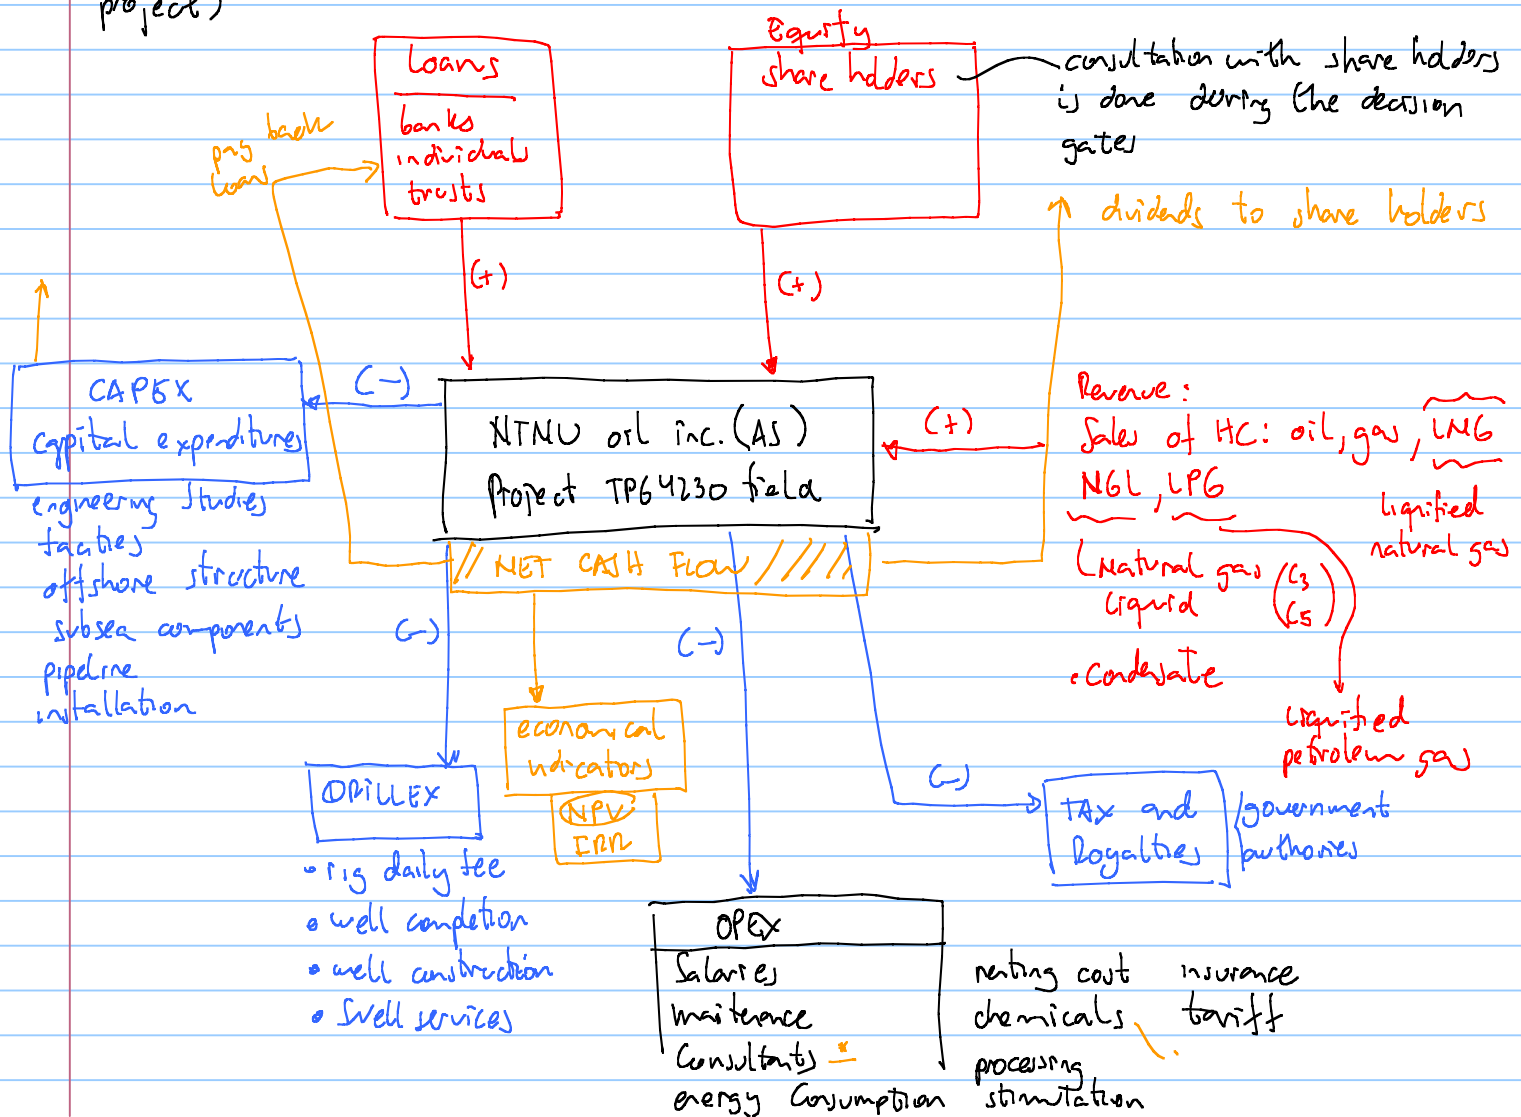 project)
Loans
banks
individuals
trusts
pay back
loans
(+)
Equity
share holders
(+)
consultation with share holders
is done during the decision
gates
dividends to share holders
CAPEX
capital expenditures
engineering studies
offshore structure
subsea components
pipeline
installation
(-)
NTNU oil inc. (AS)
Project TPG4230 field
// NET CASH FLOW /////
(+)
Revenue:
Sales of HC: oil, gas, LNG
NGL, LPG
Liquified
natural gas
(Natural gas
Liquid
(C3
C5)
• Condensate
Liquified
petroleum gas
(-)
DRILLEX
• rig daily fee
• well completion
• well construction
• well services
economical
indicators
NPV
IRR
(-)
OPEX
Salaries
maitenance
Consultants *
energy Consumption
renting cost
chemicals
processing
stimulation
insurance
tariff
(-)
TAX and
Royalties
government
authories